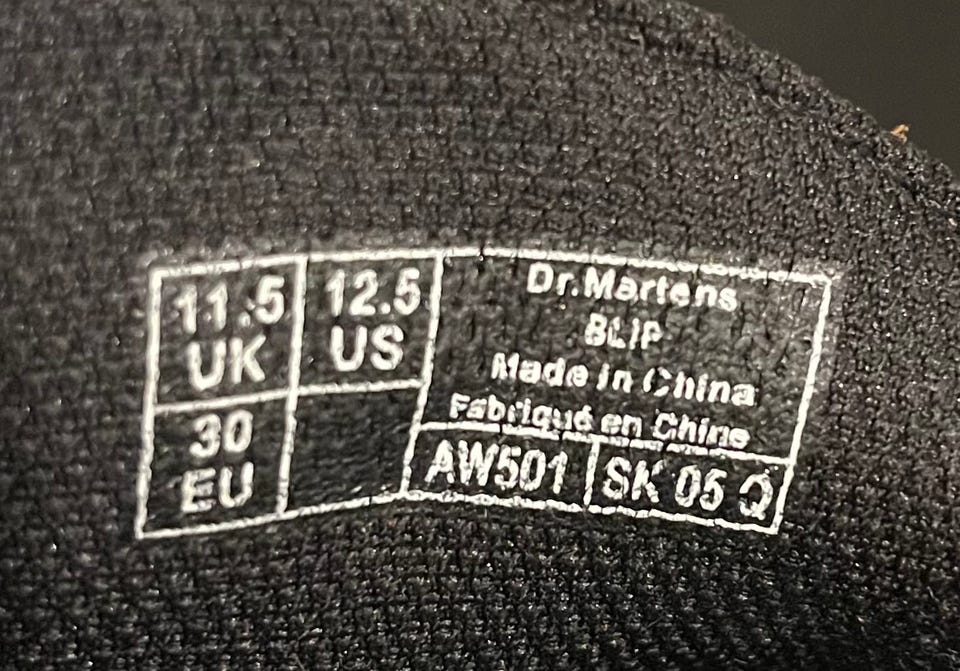 11.5
UK
12.5
US
30
EU
Dr.Martens
BLIP
Made in China
Fabriqué en Chine
AW501
SK 05 Q